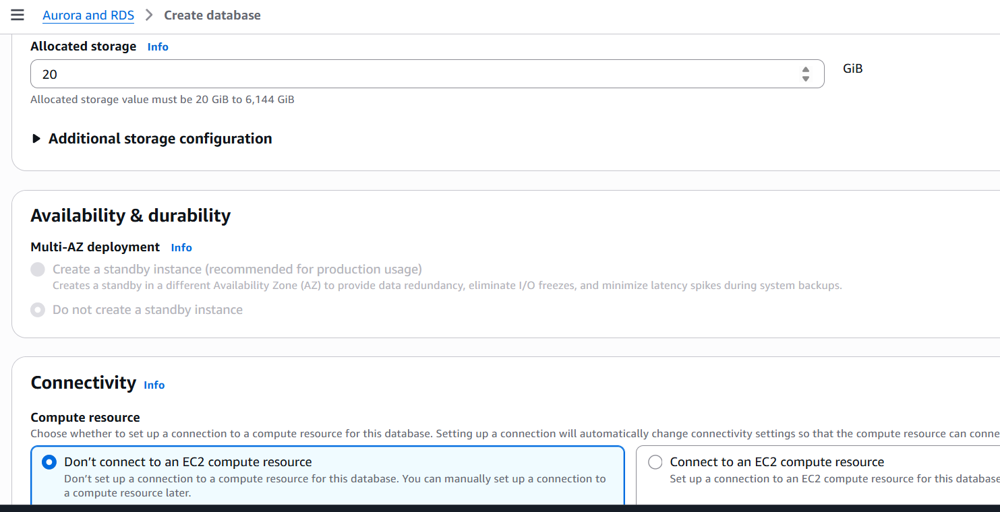 Aurora and RDS > Create database
Allocated storage Info
20
GiB
Allocated storage value must be 20 GiB to 6,144 GiB
Additional storage configuration
Availability & durability
Multi-AZ deployment Info
Create a standby instance (recommended for production usage)
Creates a standby in a different Availability Zone (AZ) to provide data redundancy, eliminate I/O freezes, and minimize latency spikes during system backups.
Do not create a standby instance
Connectivity Info
Compute resource
Choose whether to set up a connection to a compute resource for this database. Setting up a connection will automatically change connectivity settings so that the compute resource can conne
Don’t connect to an EC2 compute resource
Don’t set up a connection to a compute resource for this database. You can manually set up a connection to
a compute resource later.
Connect to an EC2 compute resource
Set up a connection to an EC2 compute resource for this database